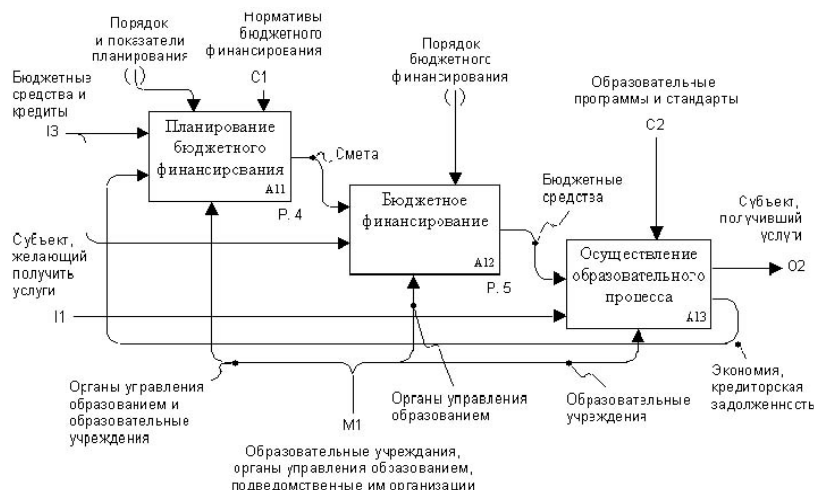 Порядок
и показатели
планирования
Нормативы
бюджетного
финансирования
C1
Порядок
бюджетного
финансирования
Образовательные
программы и стандарты
C2
Бюджетные
средства и
кредиты
I3
Планирование
бюджетного
финансирования
A11
P. 4
Смета
Бюджетное
финансирование
A12
P. 5
Бюджетные
средства
Субъект,
получивший
услуги
O2
Субъект,
желающий
получить
услуги
I1
Осуществление
образовательного
процесса
A13
Органы управления
образованием и
образовательные
учреждения
M1
Органы управления
образованием
Образовательные
учреждения
Экономия,
кредиторская
задолженность
Образовательные учреждания,
органы управления образованием,
подведомственные им организации